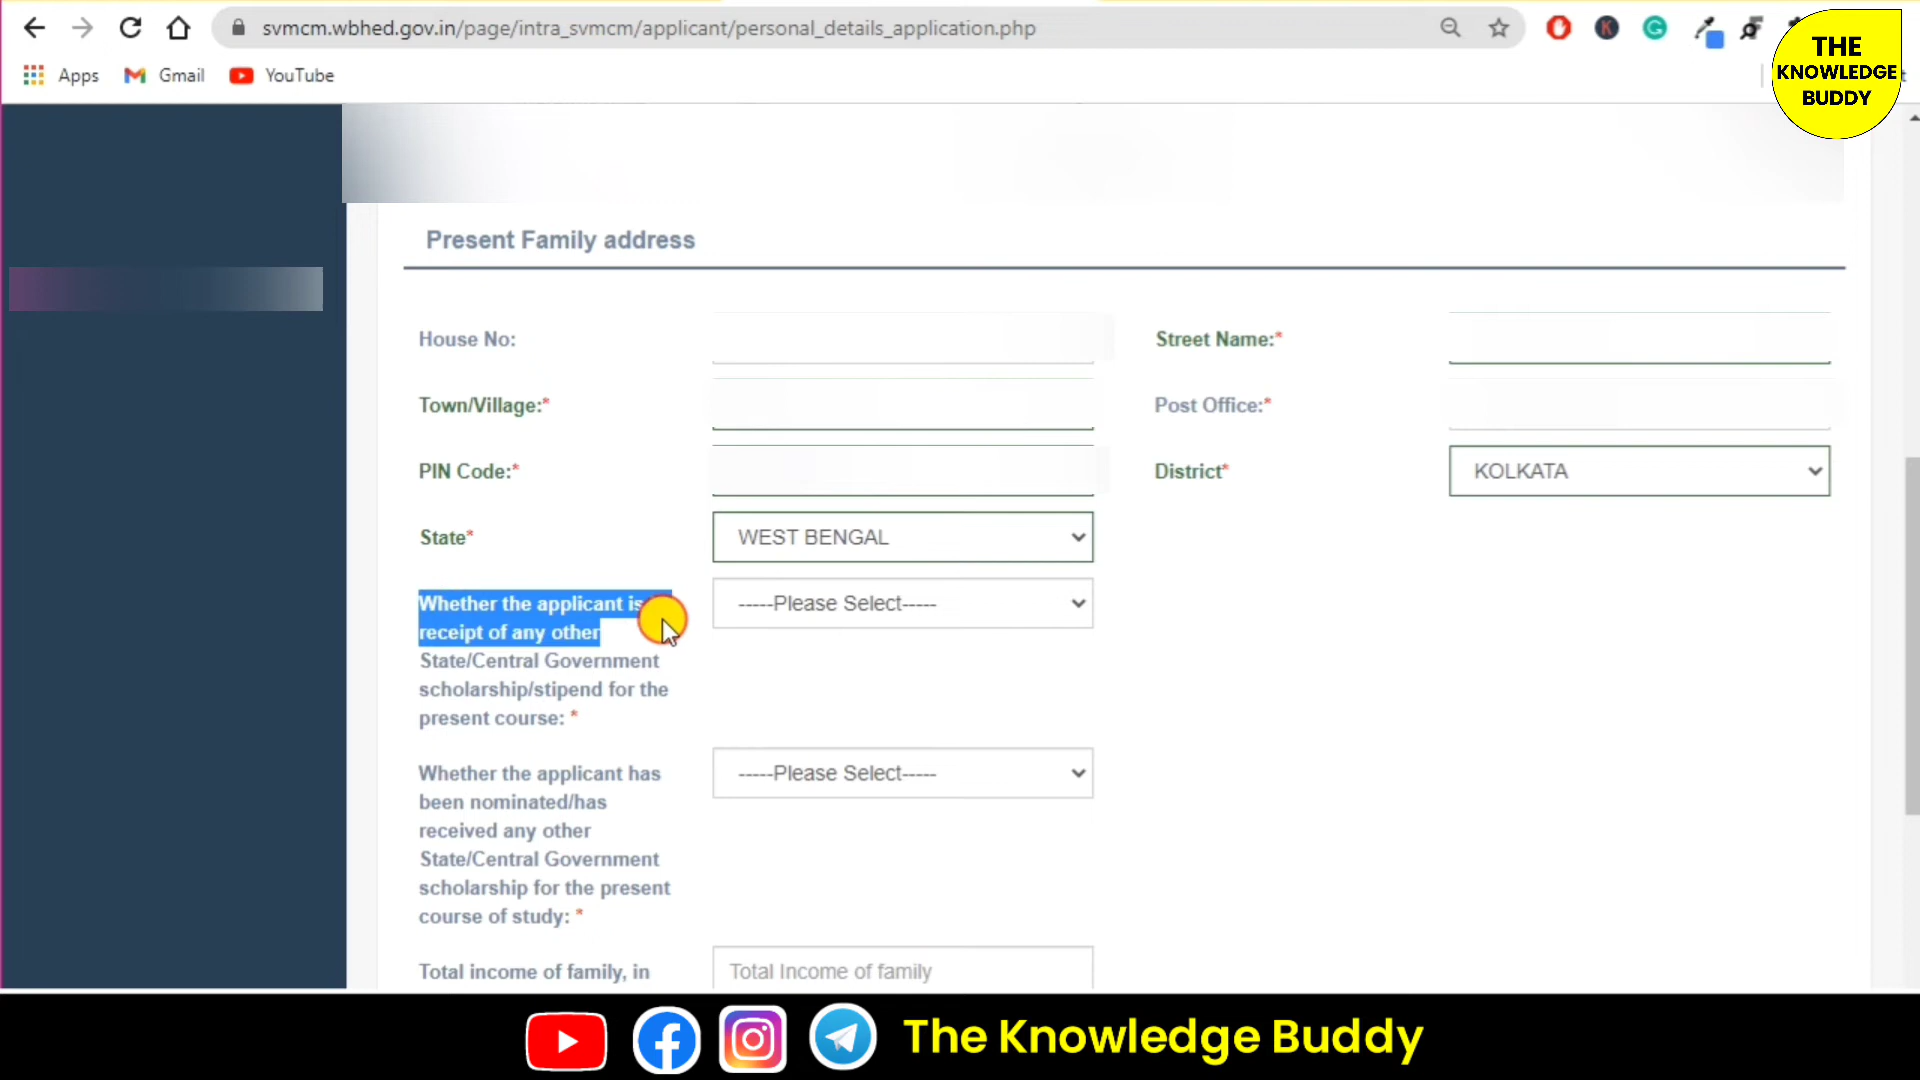 svmcm.wbhed.gov.in/page/intra_svmcm/applicant/personal_details_application.php
THE
KNOWLEDGE
BUDDY
Apps Gmail YouTube
Present Family address
House No:
Street Name:*
Town/Village:*
Post Office:*
PIN Code:*
District* KOLKATA
State* WEST BENGAL
Whether the applicant is
receipt of any other
State/Central Government
scholarship/stipend for the
present course: *
-----Please Select-----
Whether the applicant has
been nominated/has
received any other
State/Central Government
scholarship for the present
course of study: *
-----Please Select-----
Total income of family, in
Total Income of family
The Knowledge Buddy